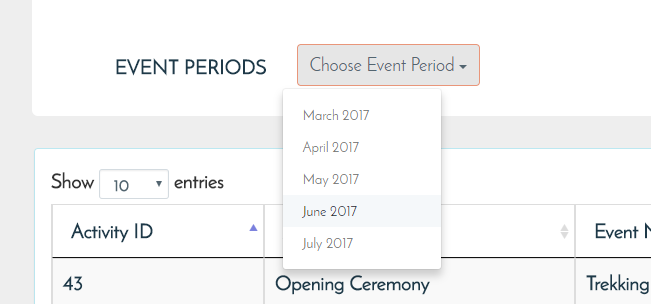 EVENT PERIODS Choose Event Period
March 2017
April 2017
May 2017
June 2017
July 2017
Show 10 entries
Activity ID Event
43 Opening Ceremony Trekking